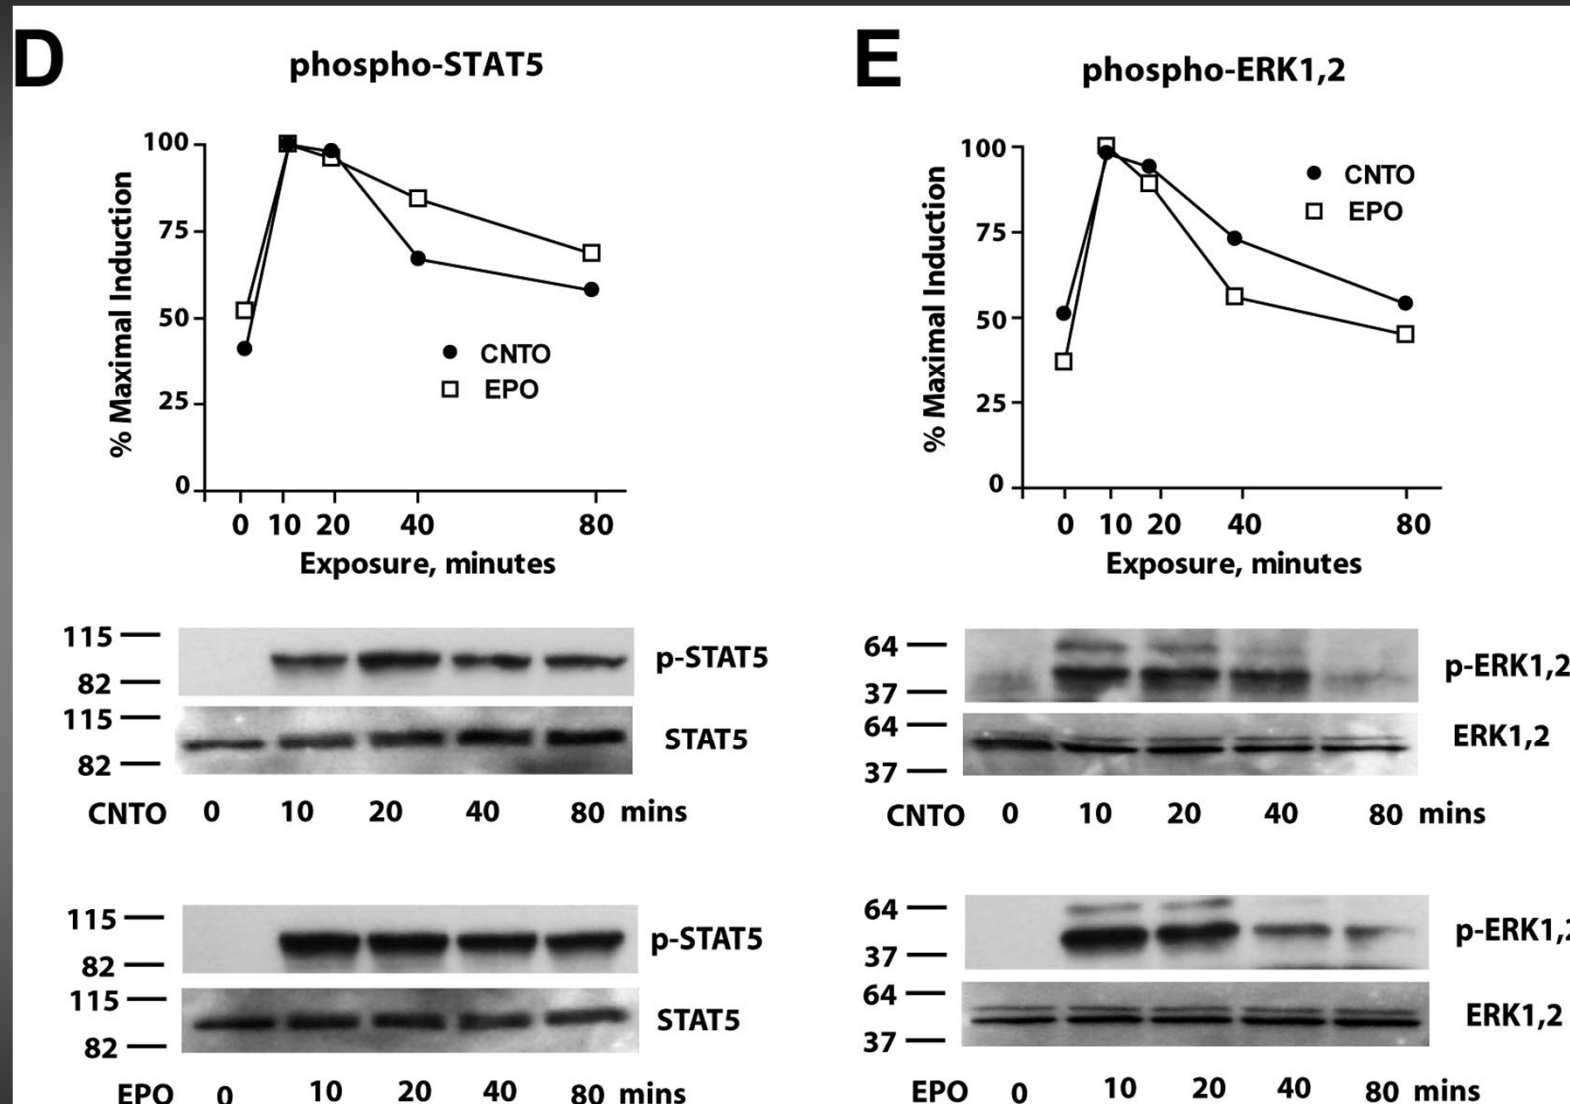 D
phospho-STAT5
100
75
50
25
0
% Maximal Induction
CNTO
EPO
0 10 20 40 80
Exposure, minutes
115
82
p-STAT5
115
82
STAT5
CNTO 0 10 20 40 80 mins
115
82
p-STAT5
115
82
STAT5
EPO 0 10 20 40 80 mins
E
phospho-ERK1,2
100
75
50
25
0
% Maximal Induction
CNTO
EPO
0 10 20 40 80
Exposure, minutes
64
37
p-ERK1,2
64
37
ERK1,2
CNTO 0 10 20 40 80 mins
64
37
p-ERK1,2
64
37
ERK1,2
EPO 0 10 20 40 80 mins